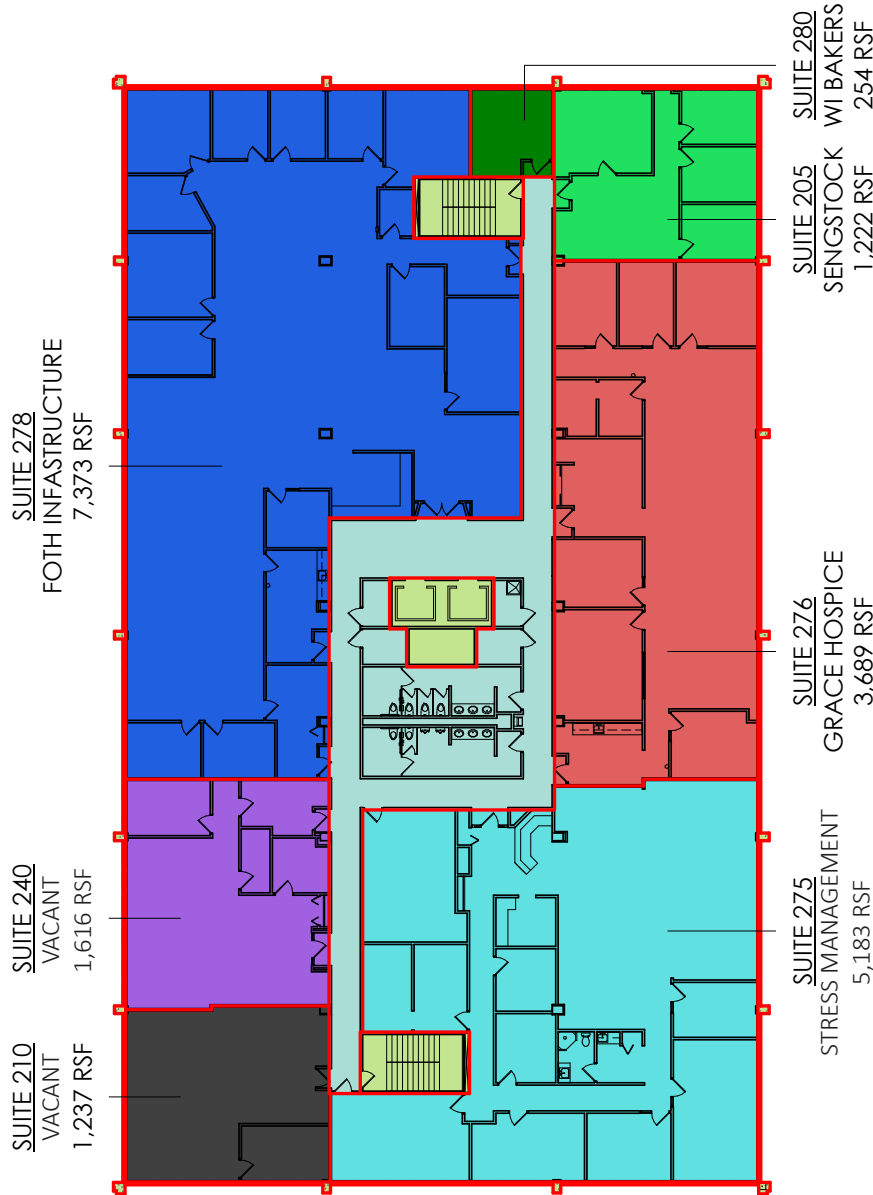 SUITE 210
VACANT
1,237 RSF
SUITE 240
VACANT
1,616 RSF
SUITE 278
FOTH INFASTRUCTURE
7,373 RSF
SUITE 275
STRESS MANAGEMENT
5,183 RSF
SUITE 276
GRACE HOSPICE
3,689 RSF
SUITE 205
SENGSTOCK
1,222 RSF
SUITE 280
WI BAKERS
254 RSF